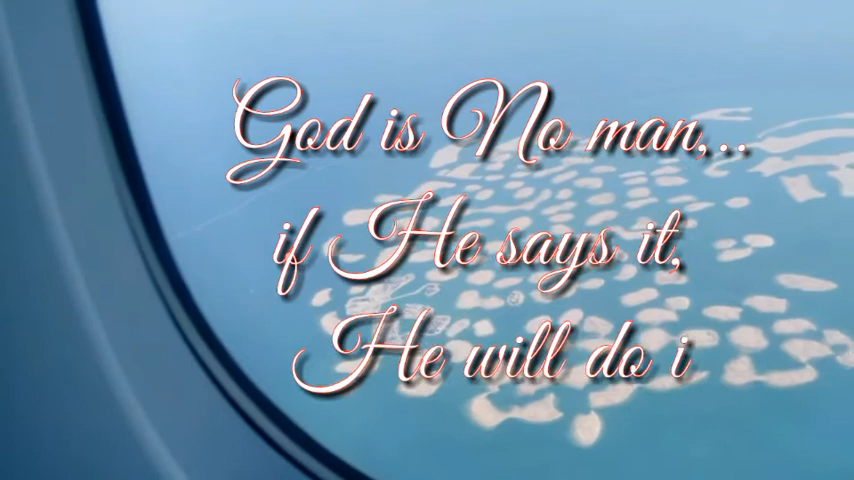 God is No man,..
if He says it,
He will do i